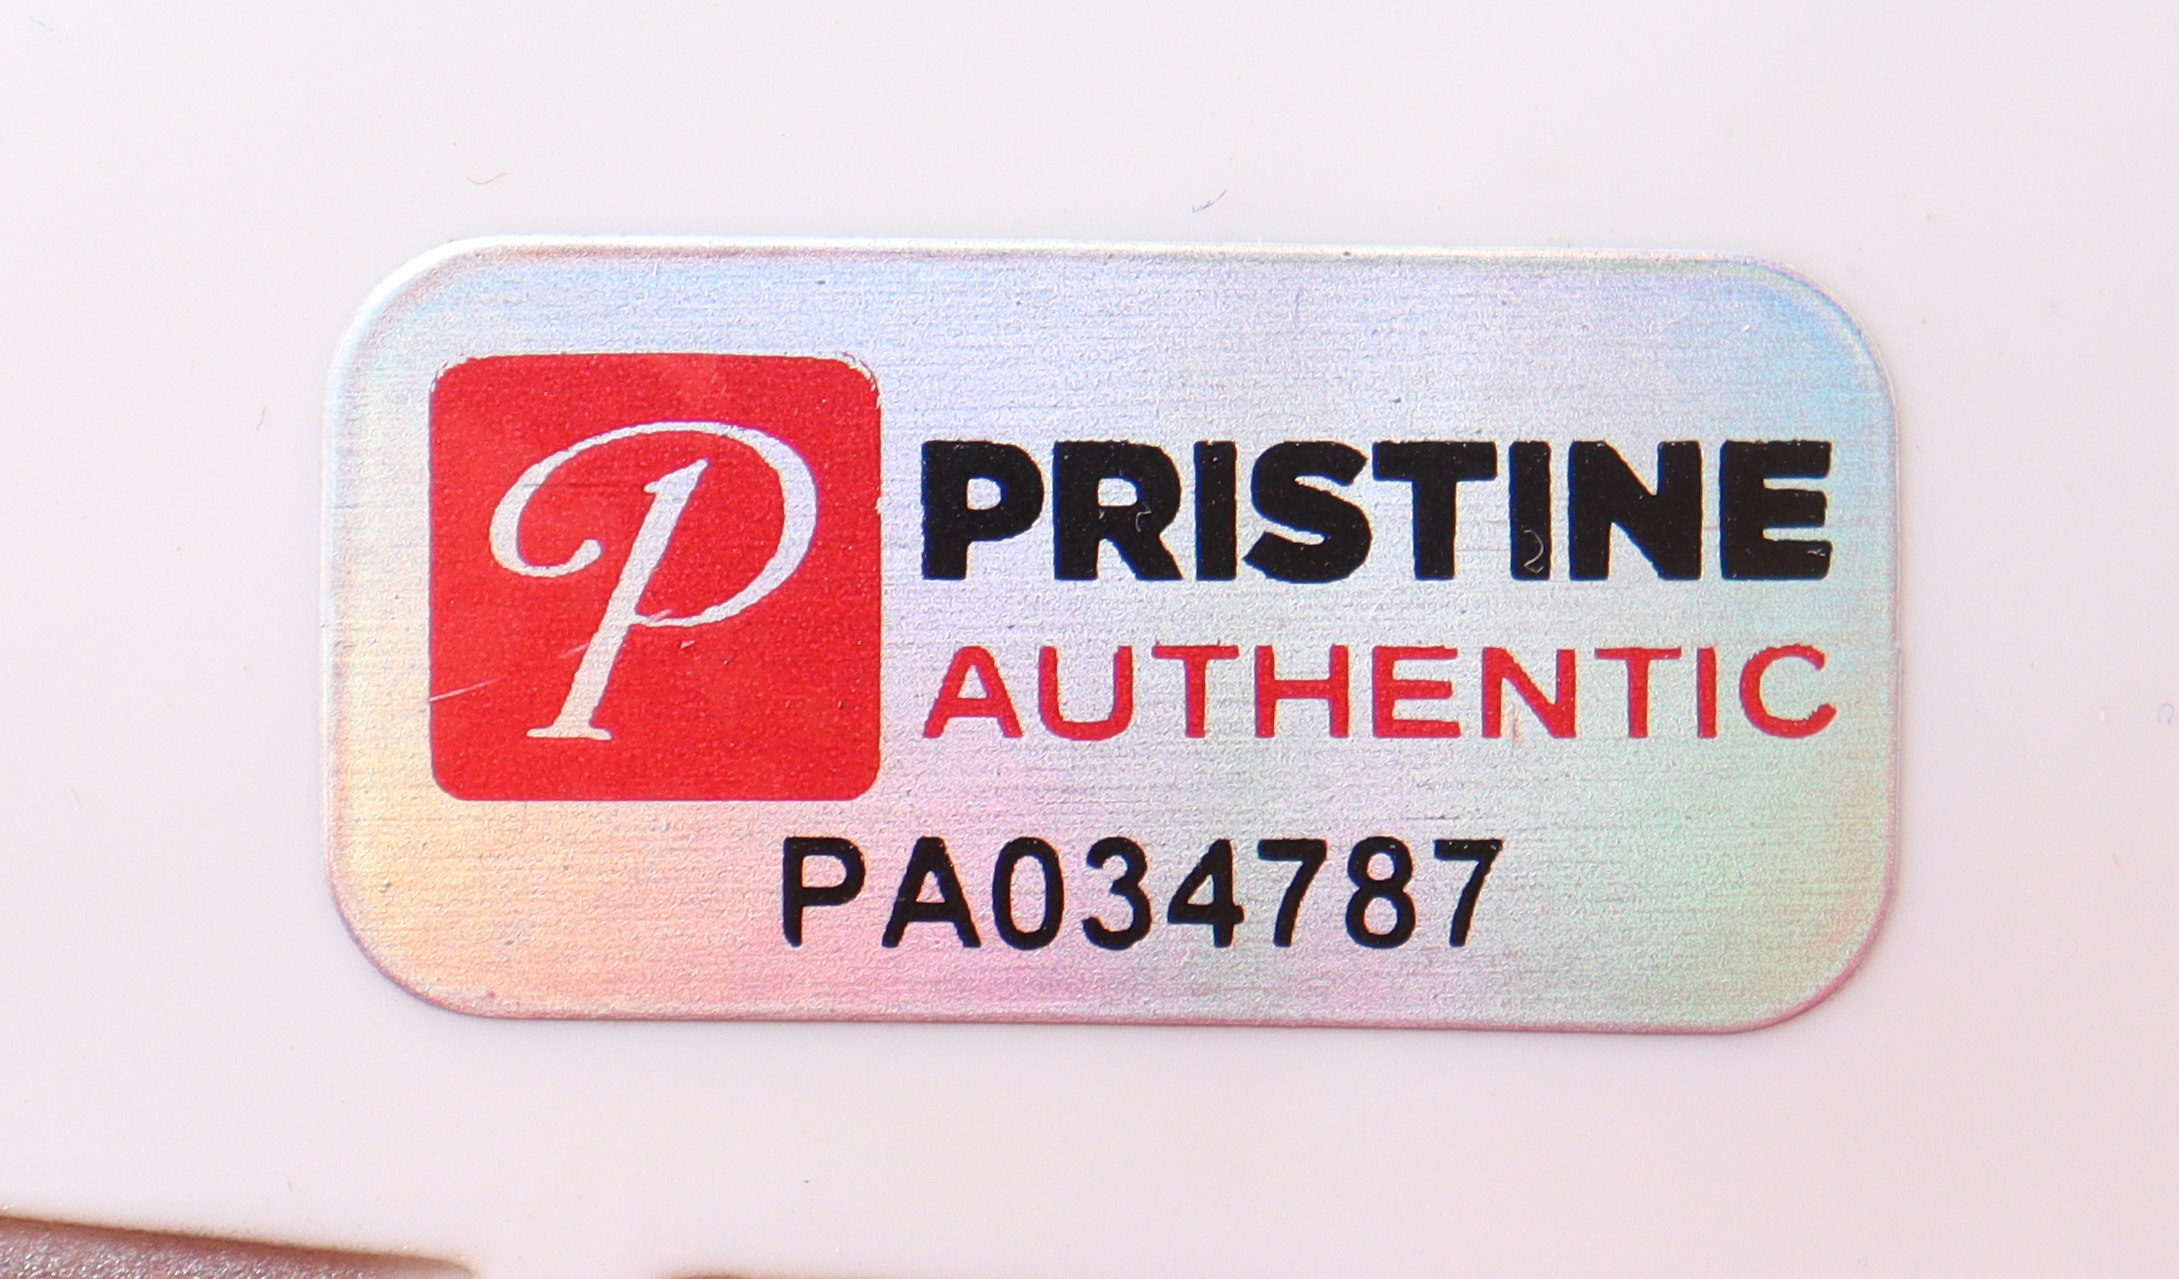 P
PRISTINE
AUTHENTIC
PA034787